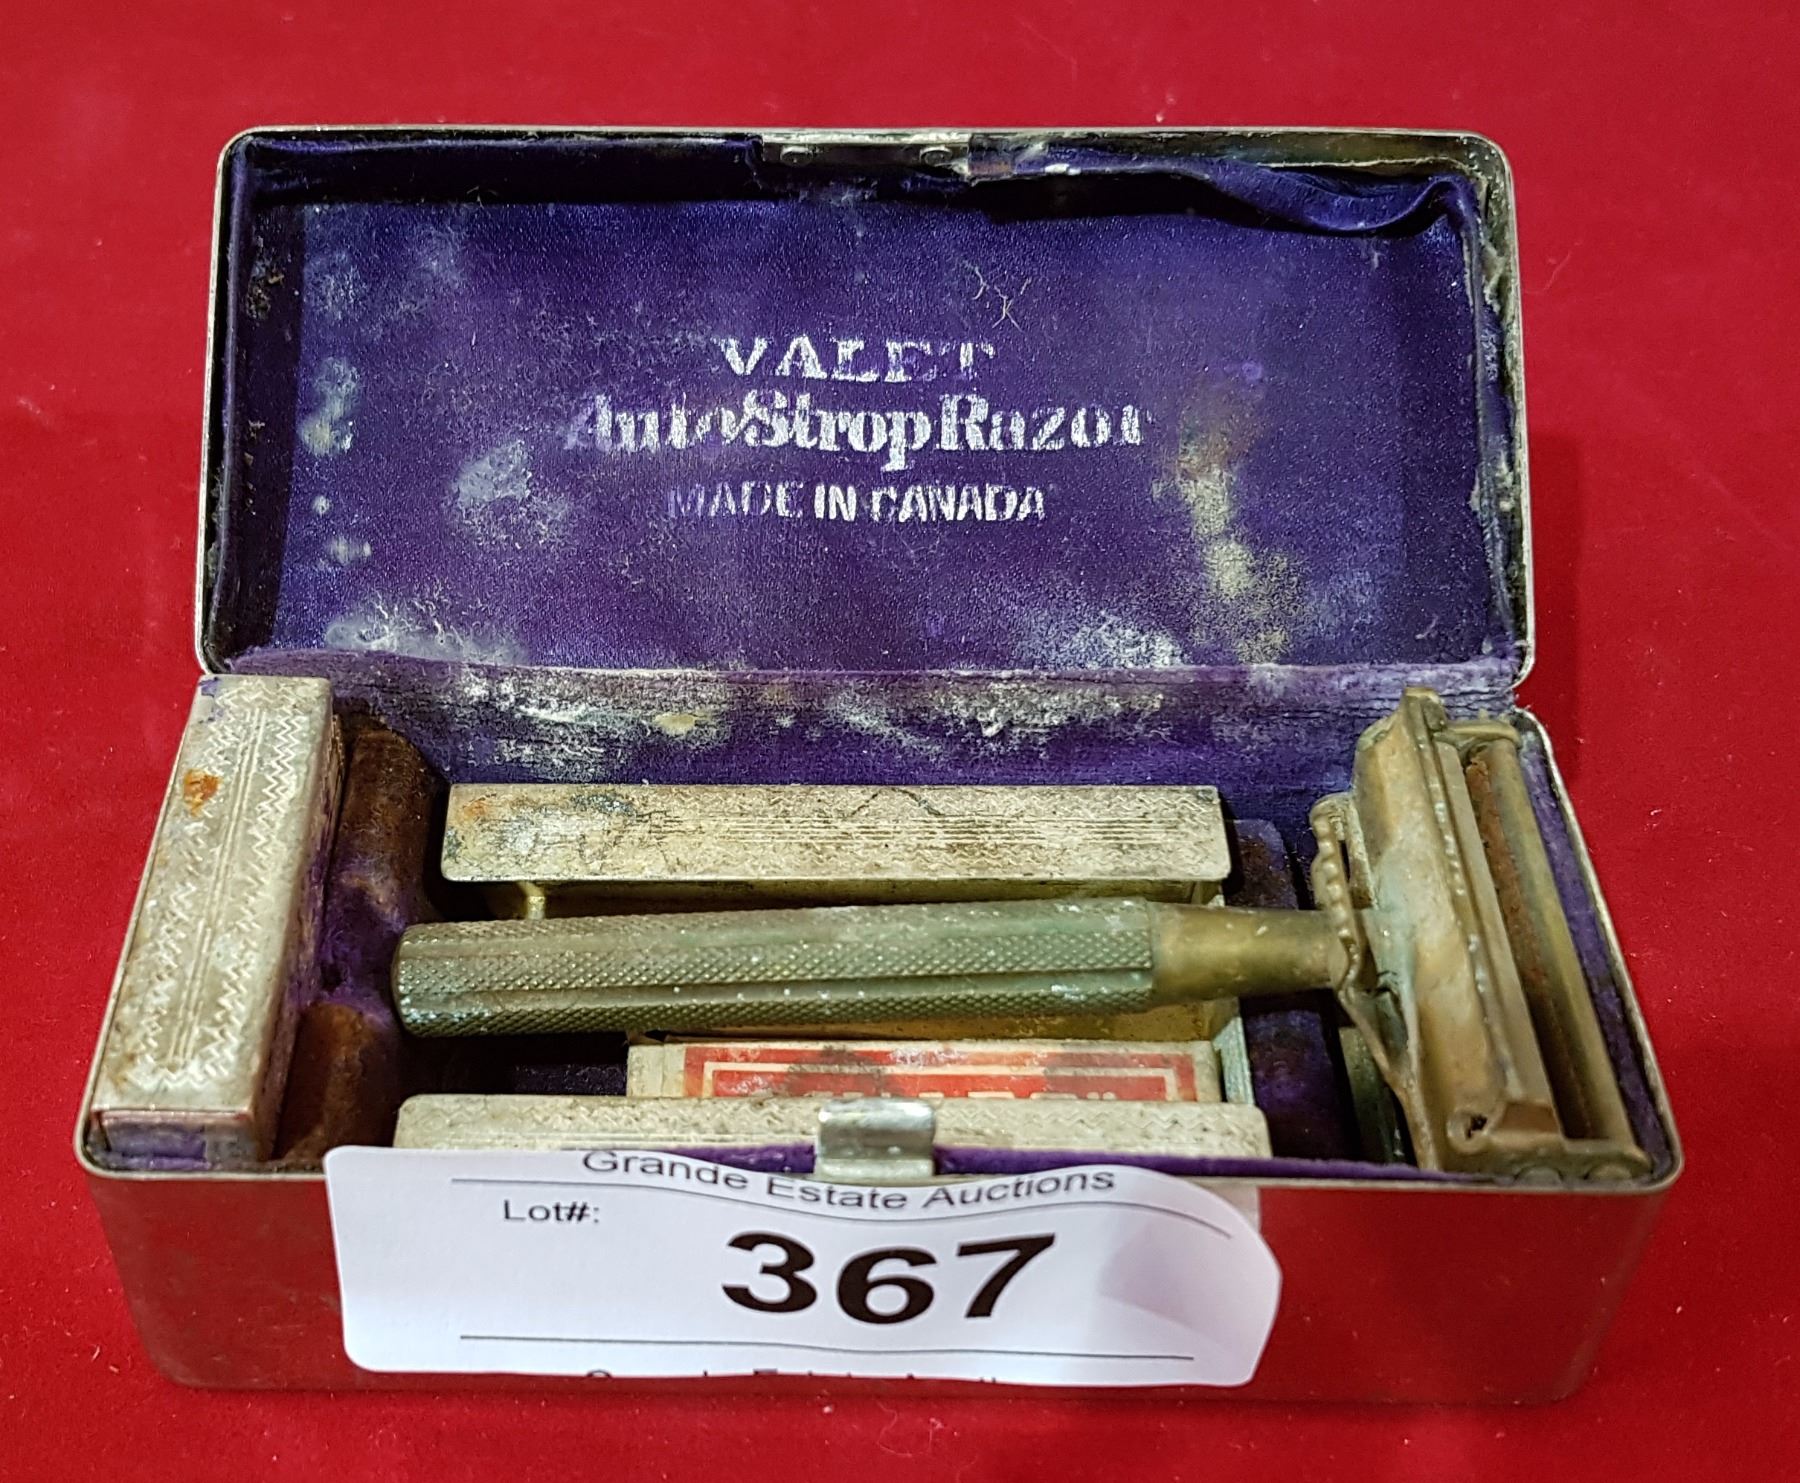 VALET
AutoStrop Razor
MADE IN CANADA
Grande Estate Auctions
Lot#:
367